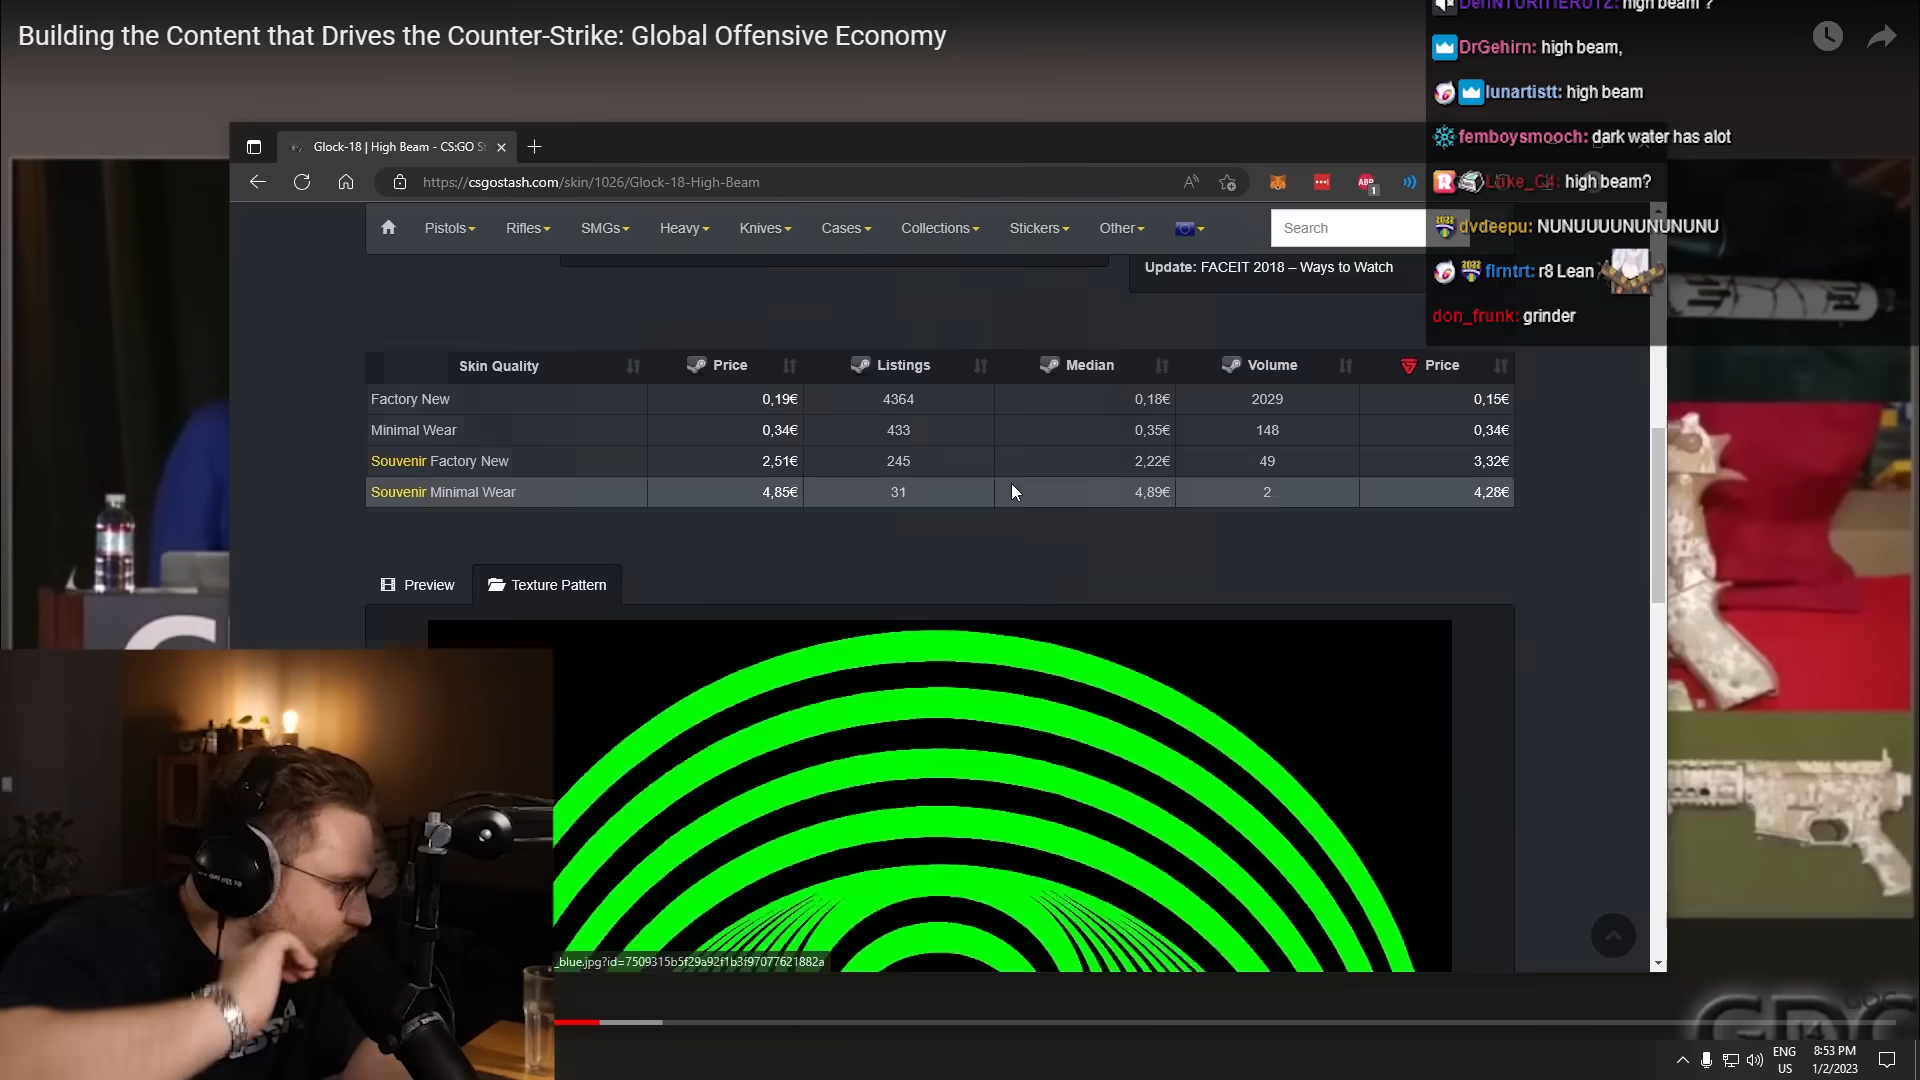 Building the Content that Drives the Counter-Strike: Global Offensive Economy
high beam ?
DrGehirn: high beam,
lunartistt: high beam
femboysmooch: dark water has alot
high beam?
dvdeepu: NUNUUUUNUNUNUNU
flrntrt: r8 Lean
don_frunk: grinder
Glock-18 | High Beam - CS:GO St
https://csgostash.com/skin/1026/Glock-18-High-Beam
ABP
1
Pistols
Rifles
SMGs
Heavy
Knives
Cases
Collections
Stickers
Other
Search
Update: FACEIT 2018 – Ways to Watch
Skin Quality Price Listings Median Volume Price
Factory New 0,19€ 4364 0,18€ 2029 0,15€
Minimal Wear 0,34€ 433 0,35€ 148 0,34€
Souvenir Factory New 2,51€ 245 2,22€ 49 3,32€
Souvenir Minimal Wear 4,85€ 31 4,89€ 2 4,28€
Preview
Texture Pattern
_blue.jpg?id=7509315b5f29a92f1b3f97077621882a
ENG
US
8:53 PM
1/2/2023